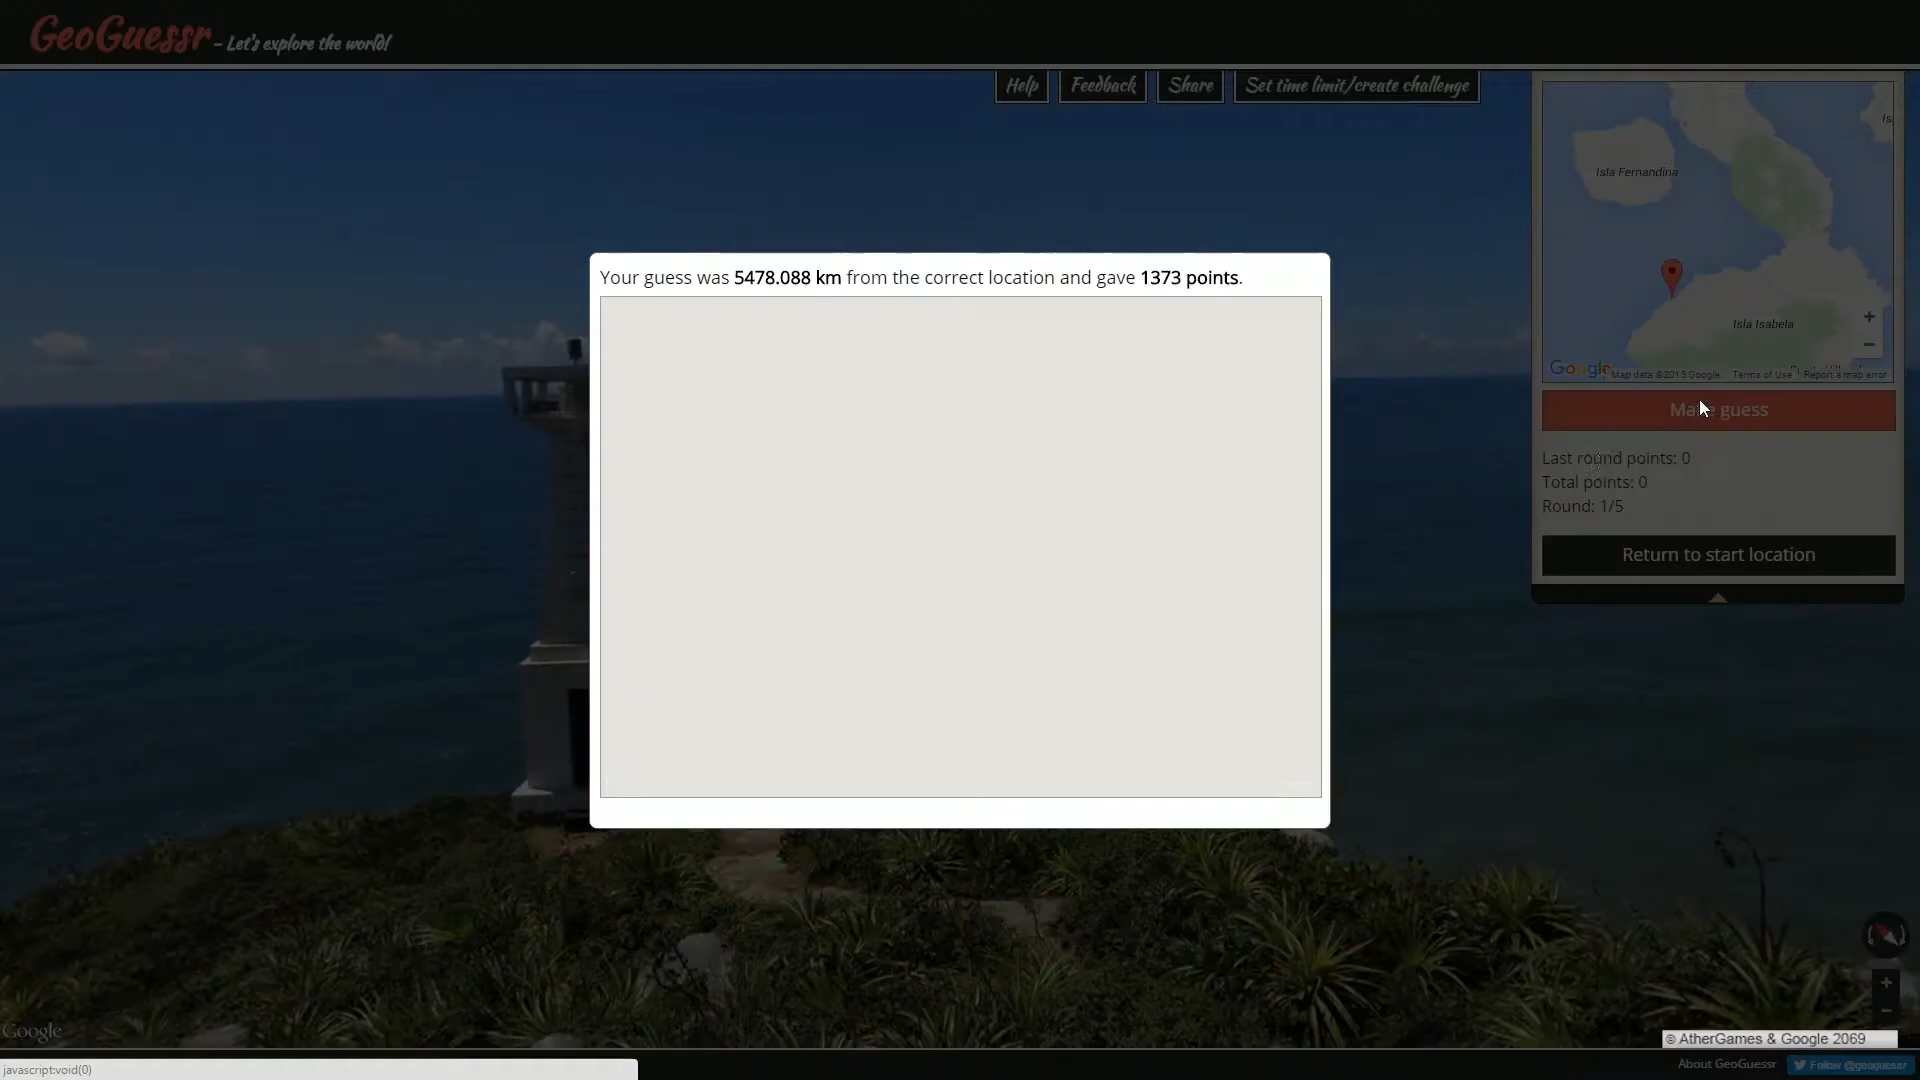 GeoGuessr - Let's explore the world!
Help
Feedback
Share
Set time limit/create challenge
Isla Fernandina
Isla Isabela
+
−
Google
Map data ©2015 Google
Terms of Use
Report a map error
Make guess
Last round points: 0
Total points: 0
Round: 1/5
Return to start location
Your guess was 5478.088 km from the correct location and gave 1373 points.
+
−
Google
© AtherGames & Google 2069
About GeoGuessr
Follow @geoguessr
javascript:void(0)